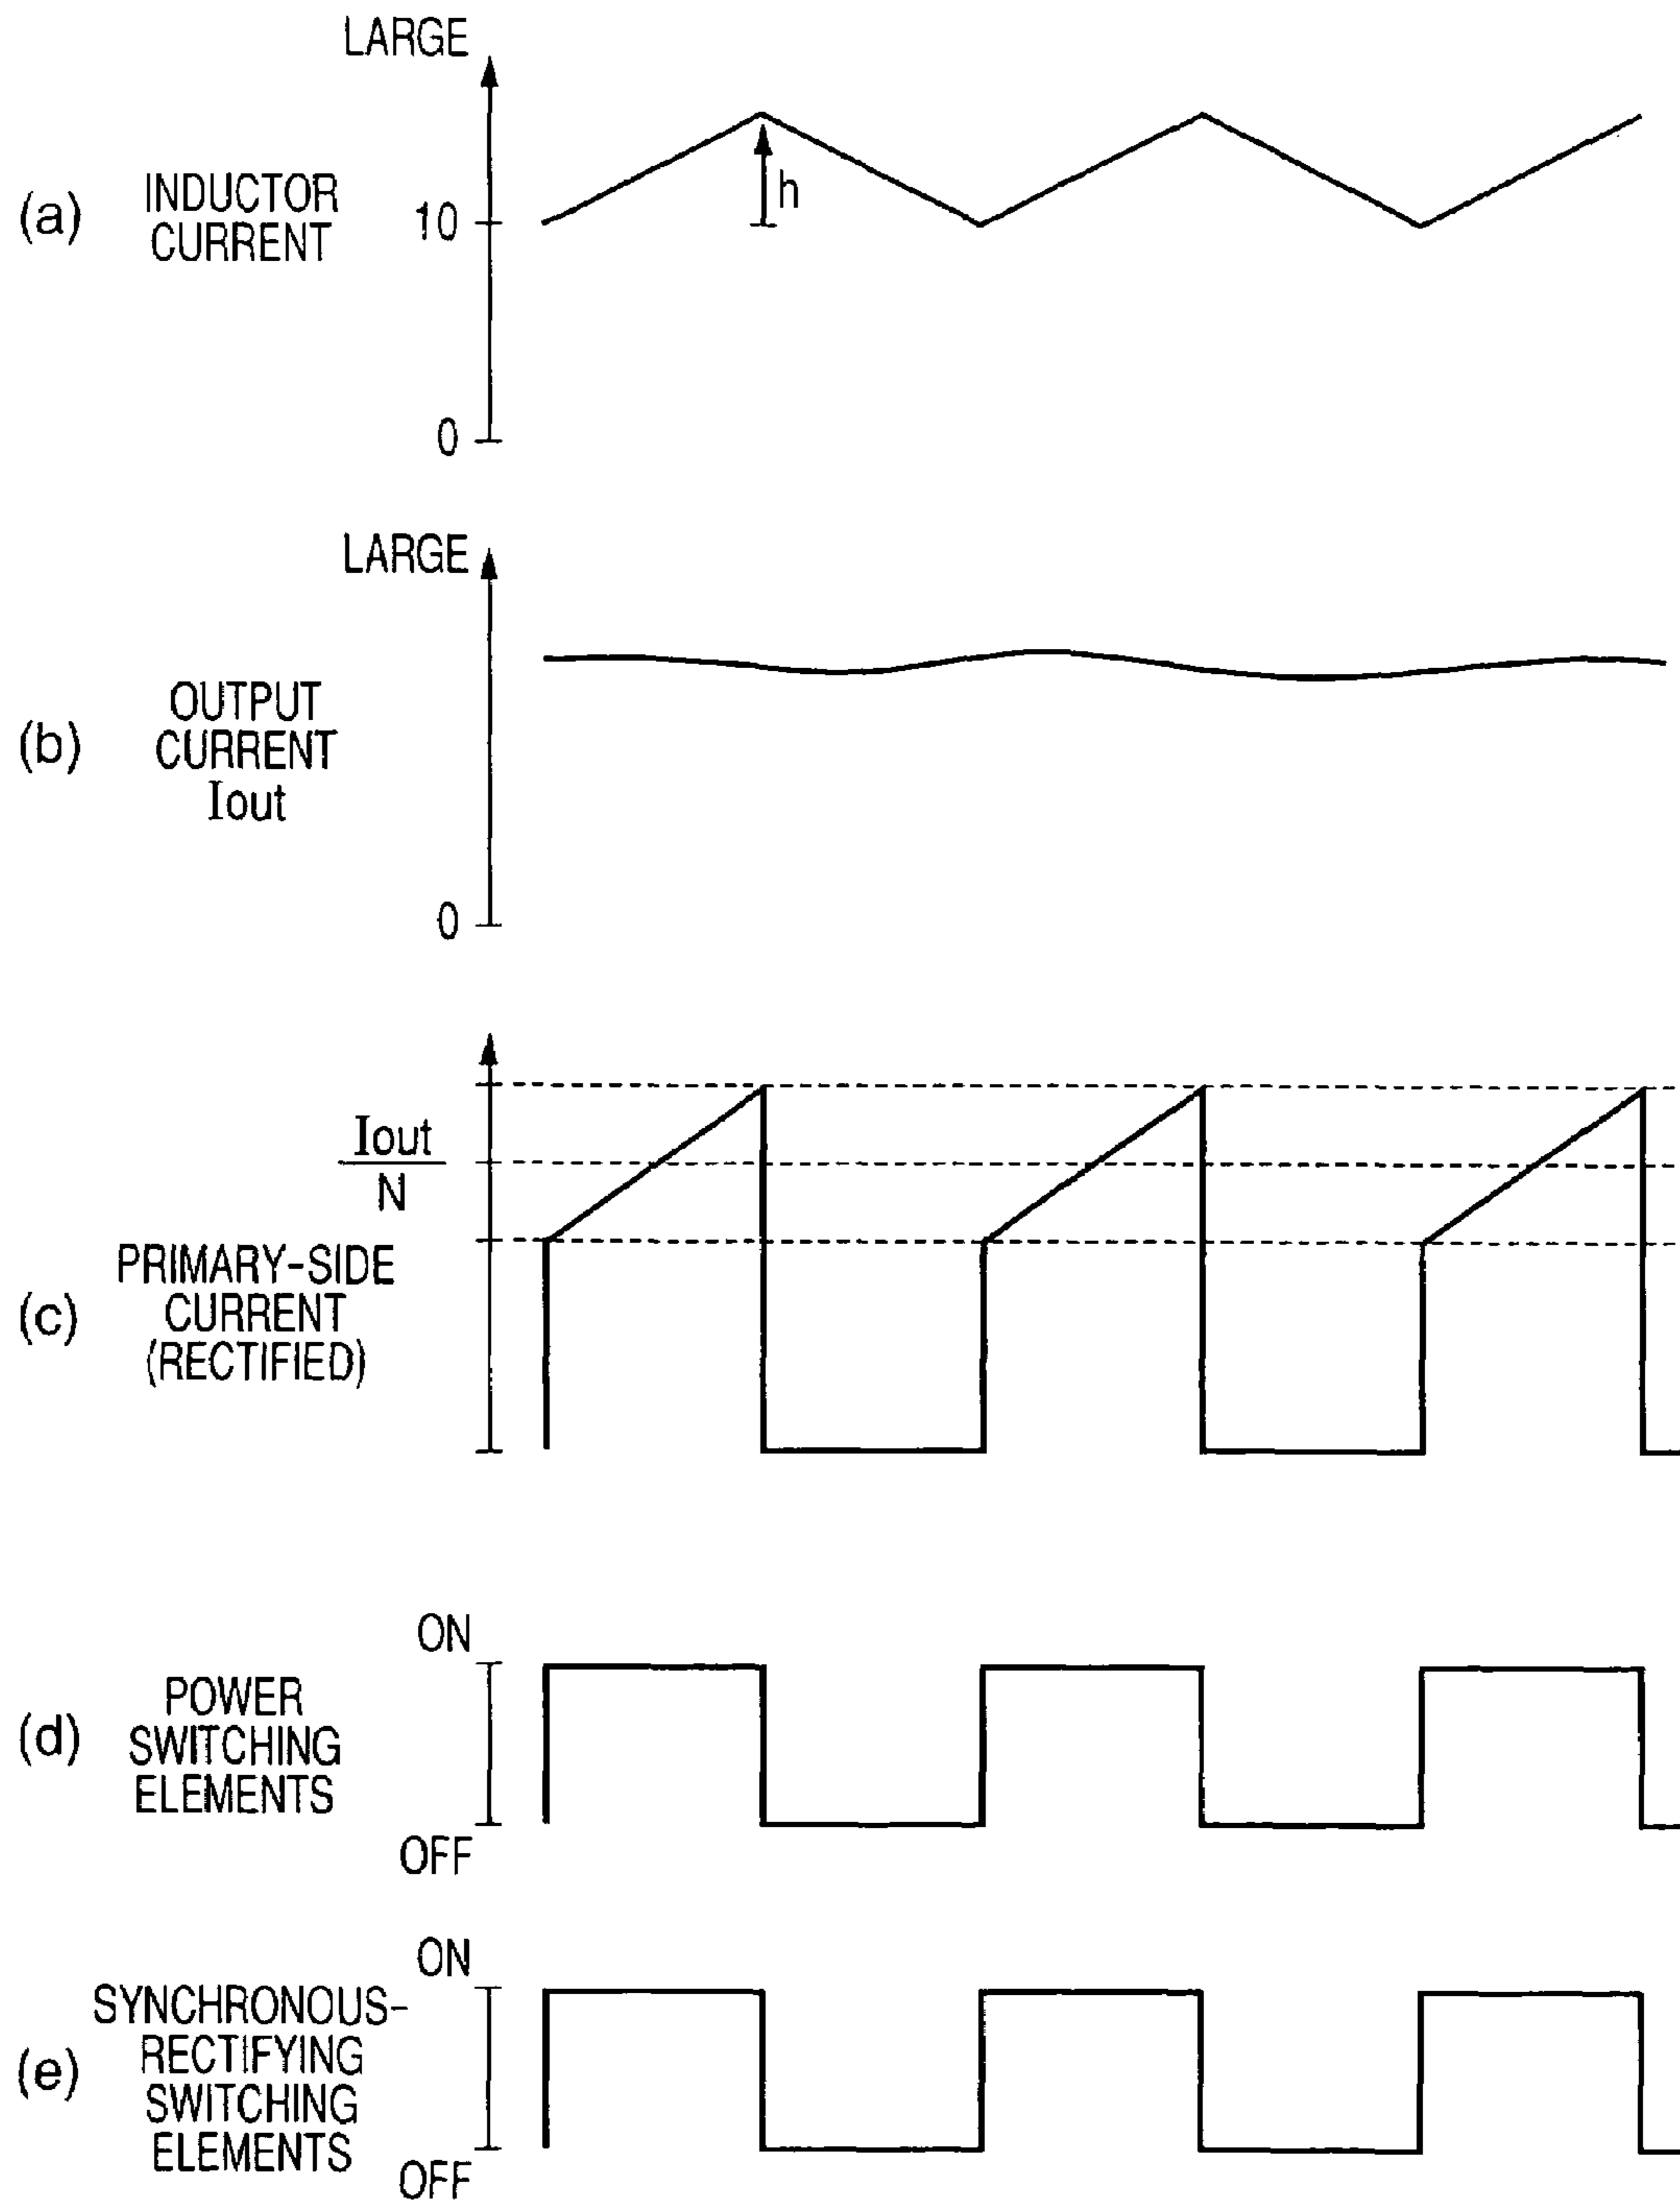 LARGE
(a)
INDUCTOR
CURRENT
10
h
0
LARGE
(b)
OUTPUT
CURRENT
Iout
0
Iout
N
(c)
PRIMARY-SIDE
CURRENT
(RECTIFIED)
ON
(d)
POWER
SWITCHING
ELEMENTS
OFF
ON
(e)
SYNCHRONOUS-
RECTIFYING
SWITCHING
ELEMENTS
OFF